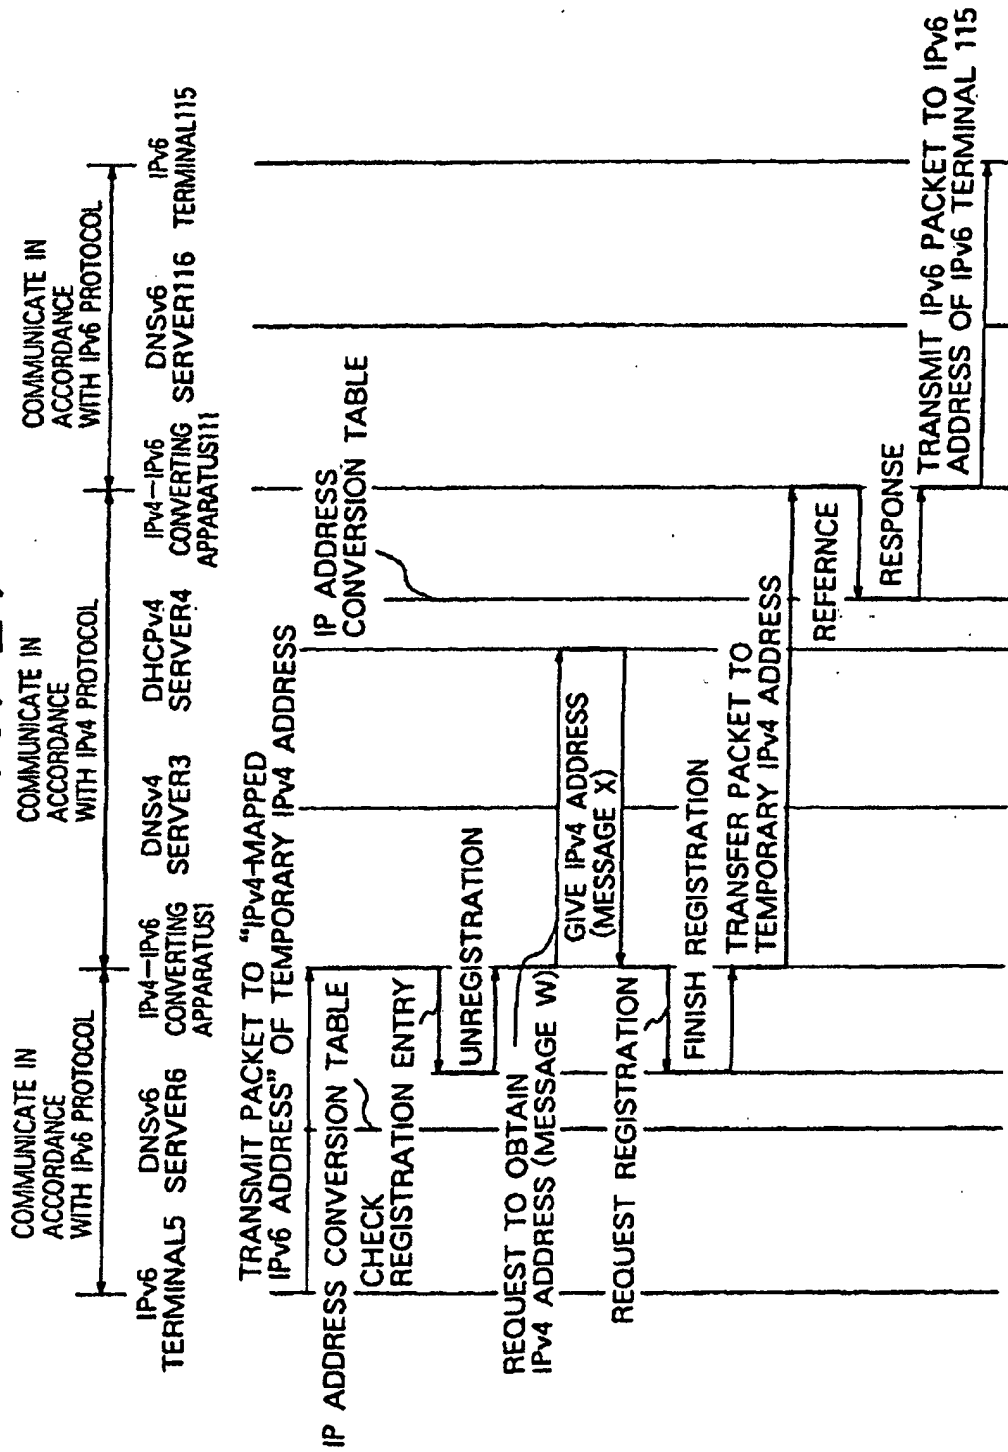 COMMUNICATE IN
ACCORDANCE
WITH IPv6 PROTOCOL
COMMUNICATE IN
ACCORDANCE
WITH IPv4 PROTOCOL
COMMUNICATE IN
ACCORDANCE
WITH IPv6 PROTOCOL
IPv6
TERMINAL5
DNSv6
SERVER6
IPv4-IPv6
CONVERTING
APPARATUS1
DNSv4
SERVER3
DHCPv4
SERVER4
IPv4-IPv6
CONVERTING
APPARATUS111
DNSv6
SERVER116
IPv6
TERMINAL115
TRANSMIT PACKET TO "IPv4-MAPPED
IPv6 ADDRESS" OF TEMPORARY IPv4 ADDRESS
IP ADDRESS CONVERSION TABLE
IP ADDRESS
CONVERSION TABLE
CHECK
REGISTRATION ENTRY
UNREGISTRATION
REQUEST TO OBTAIN
IPv4 ADDRESS (MESSAGE W)
GIVE IPv4 ADDRESS
(MESSAGE X)
REQUEST REGISTRATION
FINISH REGISTRATION
TRANSFER PACKET TO
TEMPORARY IPv4 ADDRESS
REFERNCE
RESPONSE
TRANSMIT IPv6 PACKET TO IPv6
ADDRESS OF IPv6 TERMINAL 115